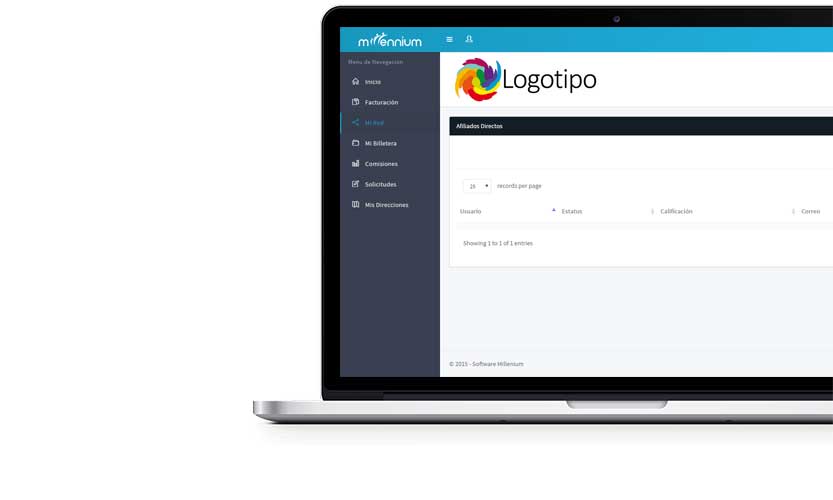 millennium
Menu de Navegación
Inicio
Facturación
Mi Red
Mi Billetera
Comisiones
Solicitudes
Mis Direcciones
Logotipo
Afiliados Directos
25 records per page
Usuario Estatus Calificación Correo
Showing 1 to 1 of 1 entries
© 2015 - Software Millenium